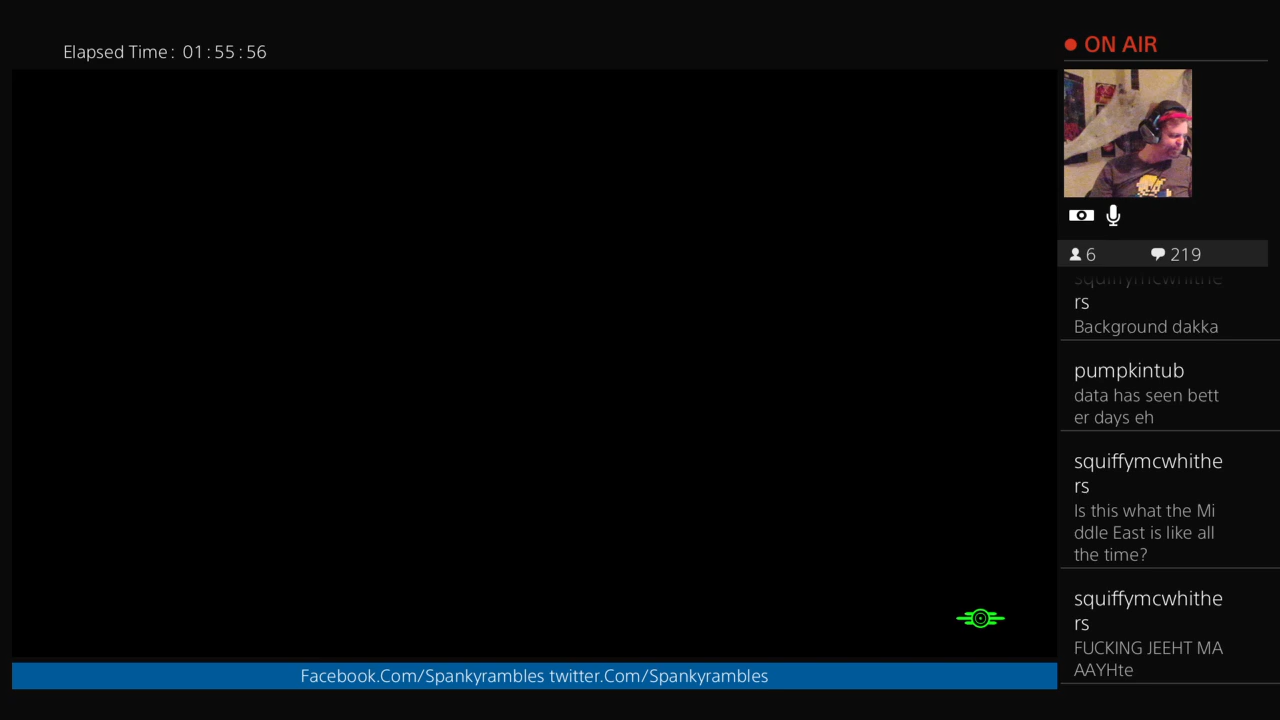 Elapsed Time: 01:55:56
ON AIR
6
219
squiffymcwhithe
rs
Background dakka
pumpkintub
data has seen bett
er days eh
squiffymcwhithe
rs
Is this what the Mi
ddle East is like all
the time?
squiffymcwhithe
rs
FUCKING JEEHT MA
AAYHte
Facebook.Com/Spankyrambles twitter.Com/Spankyrambles